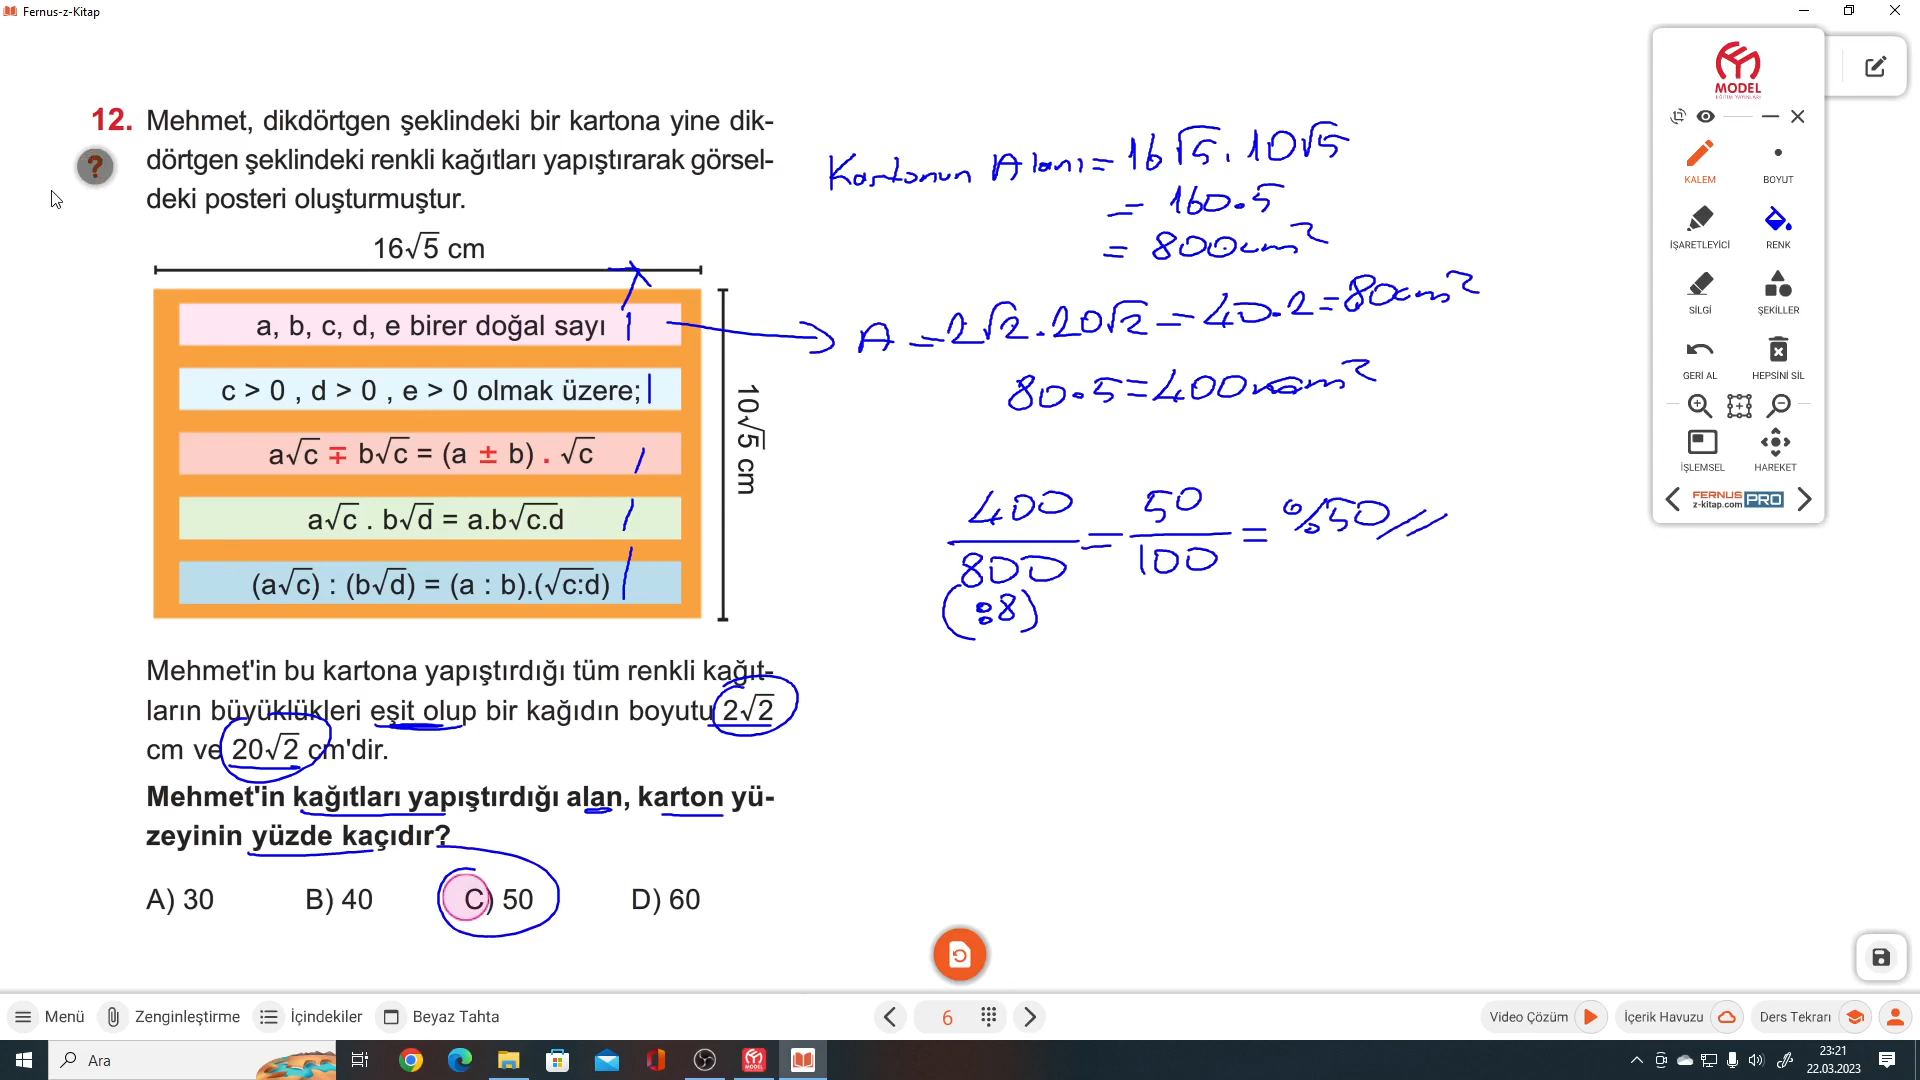 Fernus-z-Kitap
12. Mehmet, dikdörtgen şeklindeki bir kartona yine dik-
dörtgen şeklindeki renkli kağıtları yapıştırarak görsel-
deki posteri oluşturmuştur.
16√5 cm
a, b, c, d, e birer doğal sayı
c > 0 , d > 0 , e > 0 olmak üzere;
a√c ∓ b√c = (a ± b) . √c
a√c . b√d = a.b√c.d
(a√c) : (b√d) = (a : b).(√c:d)
10√5 cm
Mehmet'in bu kartona yapıştırdığı tüm renkli kağıt-
ların büyüklükleri eşit olup bir kağıdın boyutu 2√2
cm ve 20√2 cm'dir.
Mehmet'in kağıtları yapıştırdığı alan, karton yü-
zeyinin yüzde kaçıdır?
A) 30 B) 40 C) 50 D) 60
Kartonun Alanı = 16√5 . 10√5
= 160.5
= 800cm²
A = 2√2 . 20√2 = 40.2 = 80cm²
80.5 = 400cm²
400/800 = 50/100 = %50
(:8)
MODEL
EĞİTİM YAYINLARI
KALEM BOYUT
İŞARETLEYİCİ RENK
SİLGİ ŞEKİLLER
GERİ AL HEPSİNİ SİL
İŞLEMSEL HAREKET
FERNUS PRO
z-kitap.com
Menü Zenginleştirme İçindekiler Beyaz Tahta 6 Video Çözüm İçerik Havuzu Ders Tekrarı
Ara
MODEL
23:21
22.03.2023